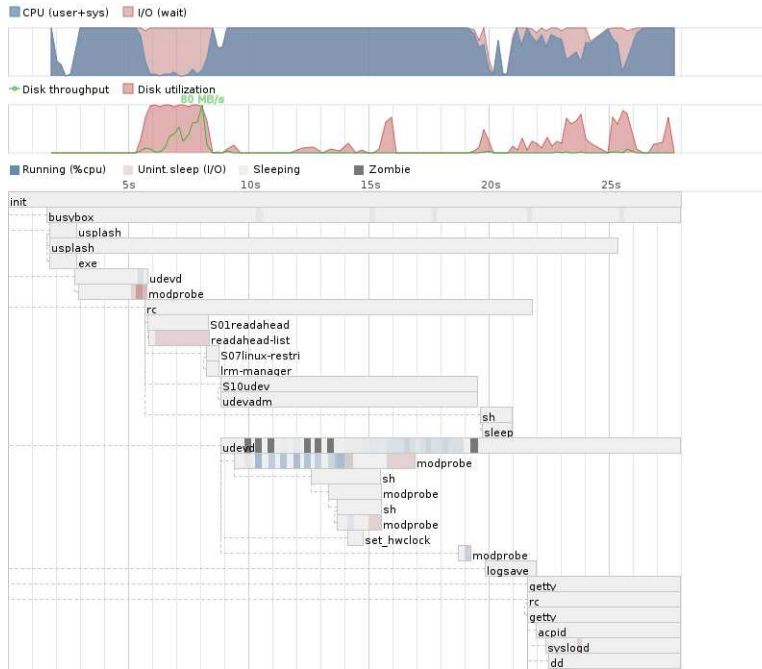 CPU (user+sys) I/O (wait)
Disk throughput Disk utilization
80 MB/s
Running (%cpu) Unint.sleep (I/O) Sleeping Zombie
5s 10s 15s 20s 25s
init
busybox
usplash
usplash
exe
udevd
modprobe
rc
S01readahead
readahead-list
S07linux-restri
lrm-manager
S10udev
udevadm
sh
sleep
udevd
modprobe
sh
modprobe
sh
modprobe
set_hwclock
modprobe
logsave
getty
rc
getty
acpid
syslogd
dd